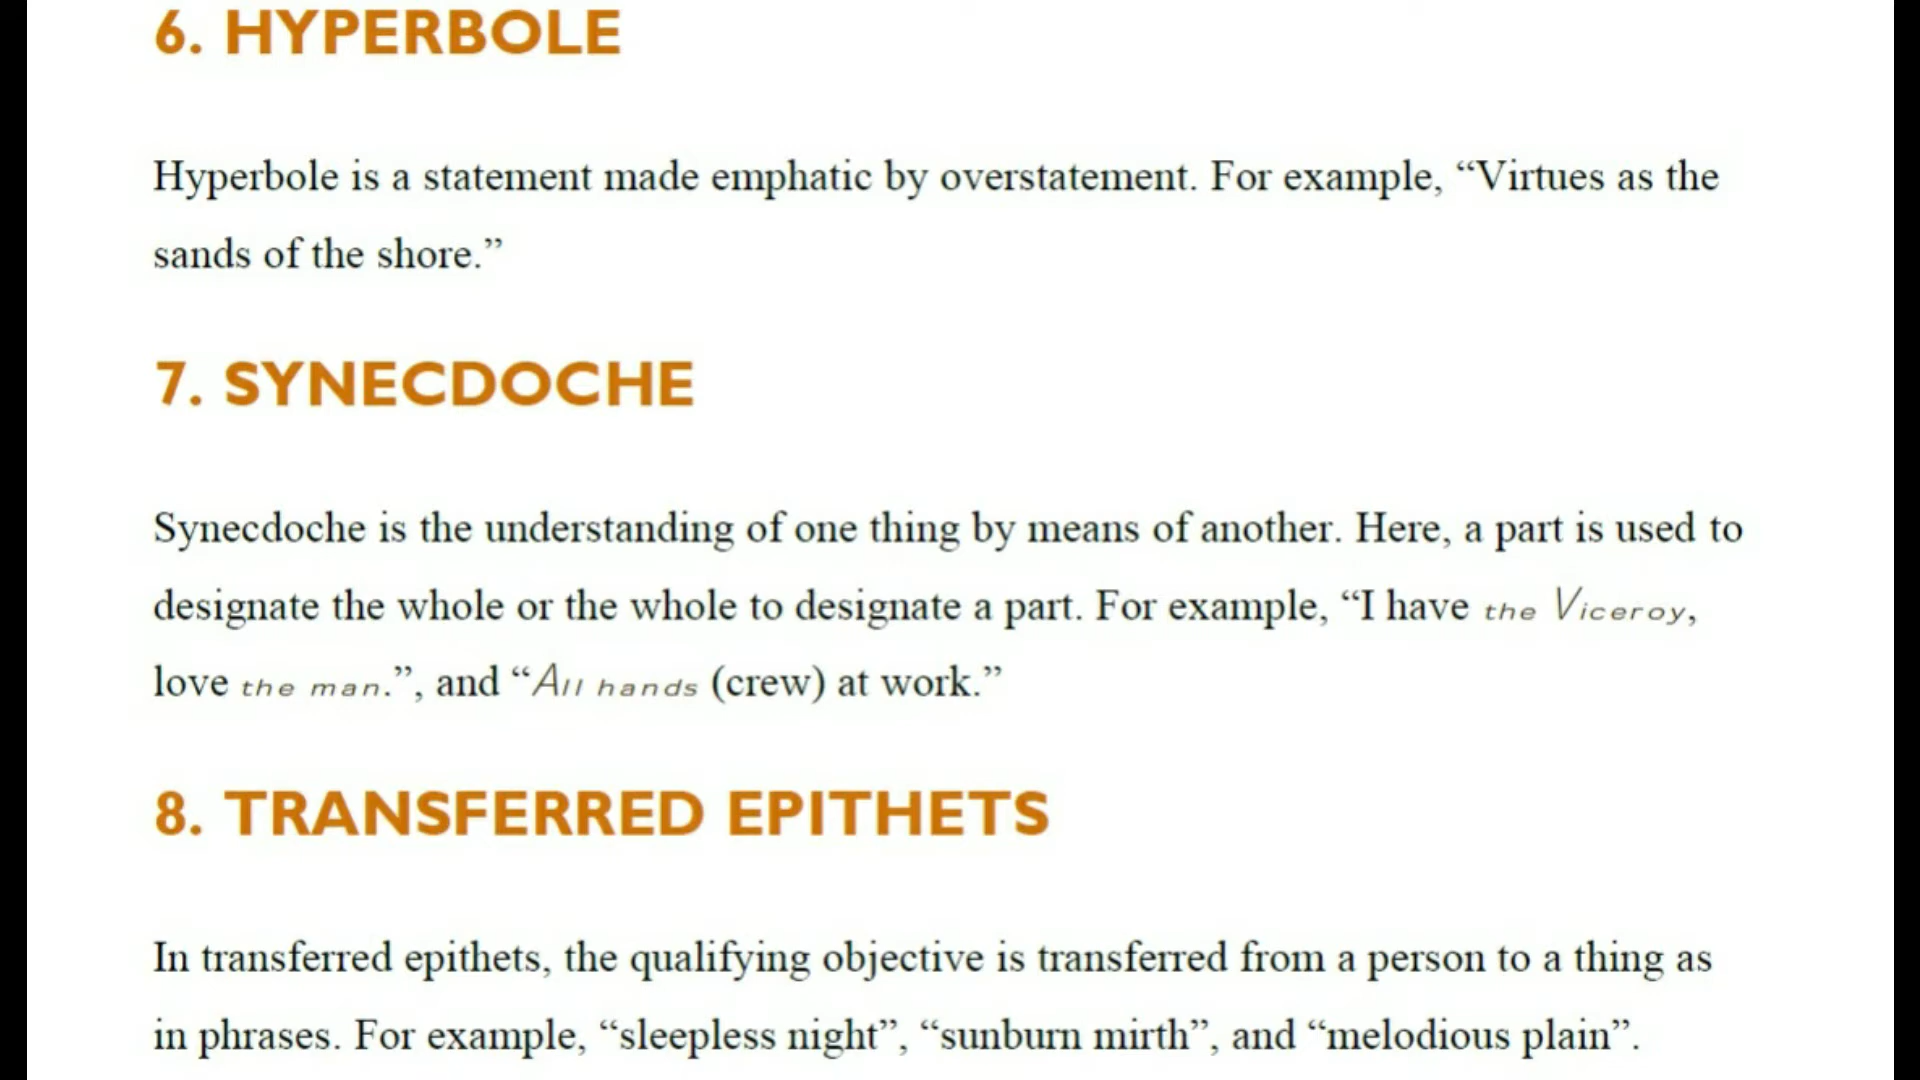 6. HYPERBOLE
Hyperbole is a statement made emphatic by overstatement. For example, “Virtues as the
sands of the shore.”
7. SYNECDOCHE
Synecdoche is the understanding of one thing by means of another. Here, a part is used to
designate the whole or the whole to designate a part. For example, “I have the Viceroy,
love the man.”, and “All hands (crew) at work.”
8. TRANSFERRED EPITHETS
In transferred epithets, the qualifying objective is transferred from a person to a thing as
in phrases. For example, “sleepless night”, “sunburn mirth”, and “melodious plain”.